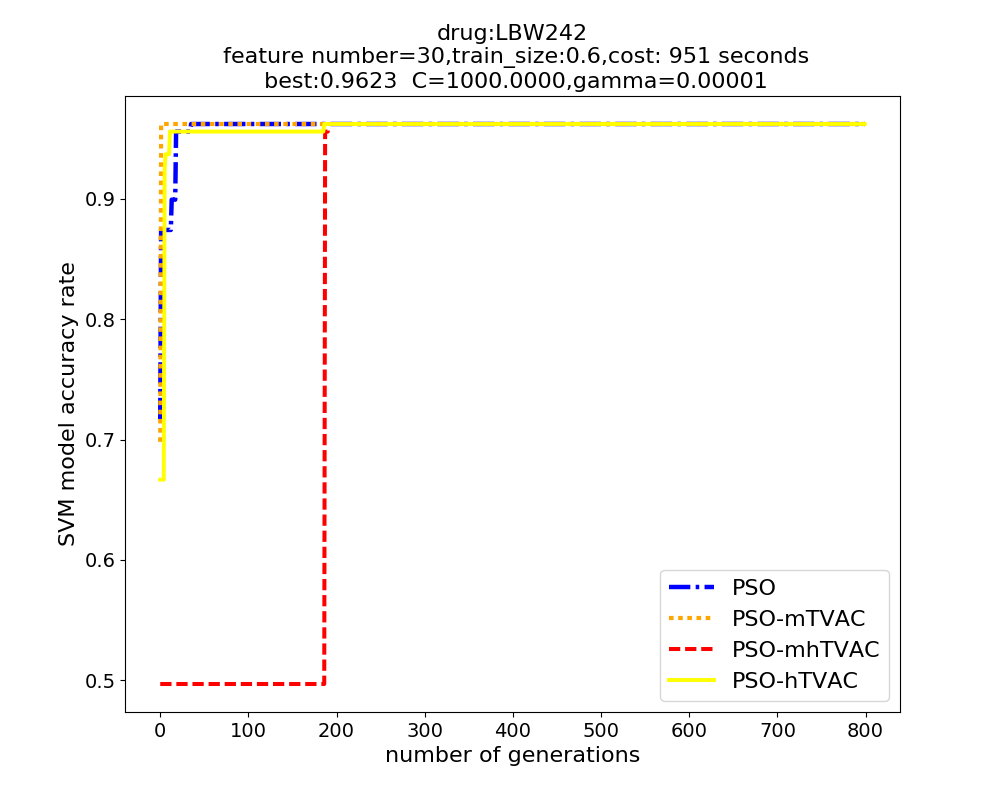 drug:LBW242
feature number=30,train_size:0.6,cost: 951 seconds
best:0.9623  C=1000.0000,gamma=0.00001
SVM model accuracy rate
0.9
0.8
0.7
0.6
0.5
0 100 200 300 400 500 600 700 800
number of generations
PSO
PSO-mTVAC
PSO-mhTVAC
PSO-hTVAC